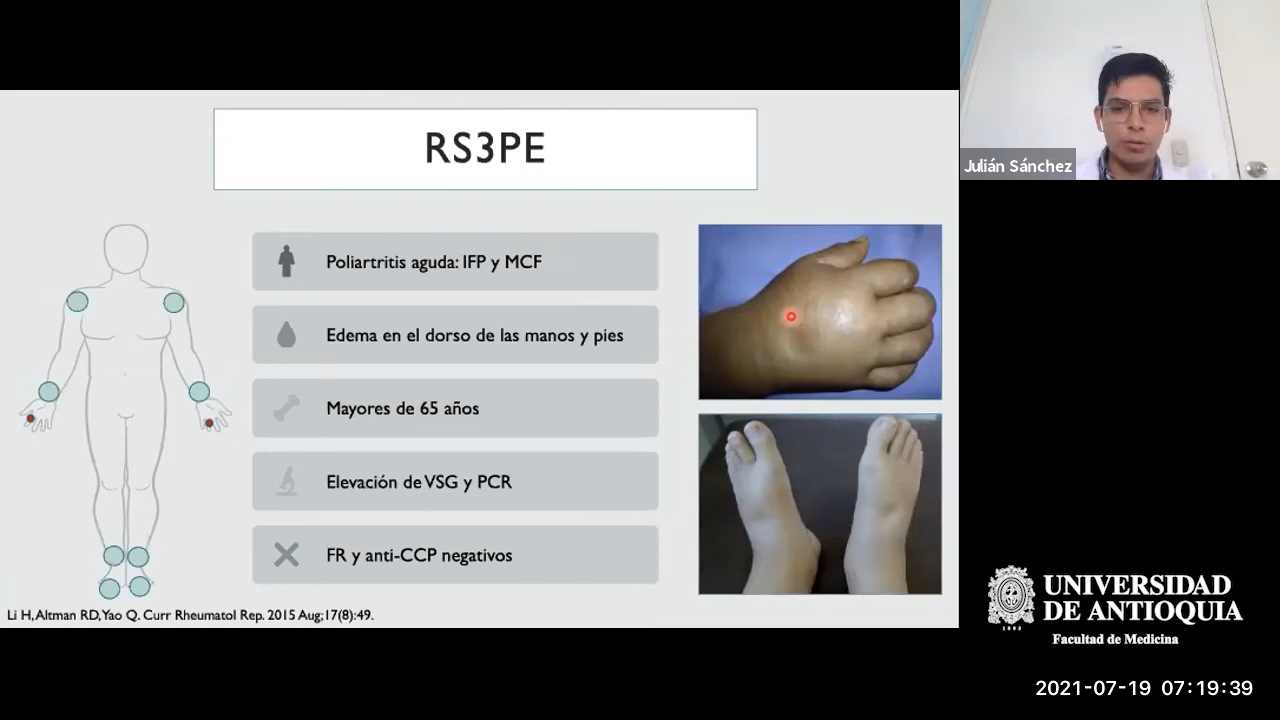 RS3PE
Poliartritis aguda: IFP y MCF
Edema en el dorso de las manos y pies
Mayores de 65 años
Elevación de VSG y PCR
FR y anti-CCP negativos
Li H, Altman RD, Yao Q. Curr Rheumatol Rep. 2015 Aug;17(8):49.
Julián Sánchez
UNIVERSIDAD
DE ANTIOQUIA
1803
Facultad de Medicina
2021-07-19 07:19:39